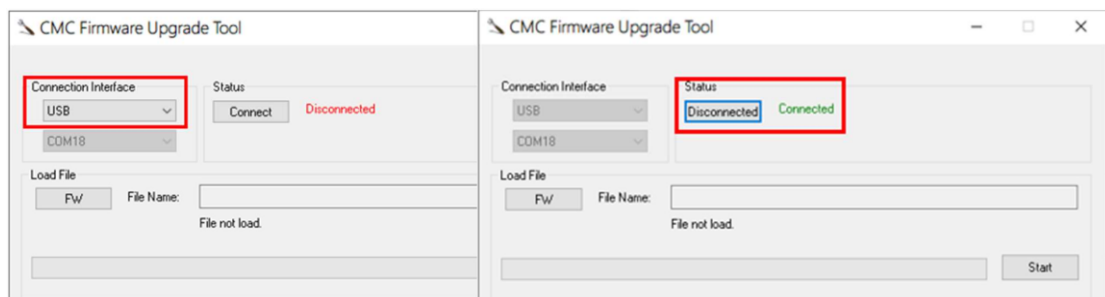 CMC Firmware Upgrade Tool
Connection Interface
USB
COM18
Status
Connect
Disconnected
Load File
FW
File Name:
File not load.
CMC Firmware Upgrade Tool
Connection Interface
USB
COM18
Status
Disconnected
Connected
Load File
FW
File Name:
File not load.
Start